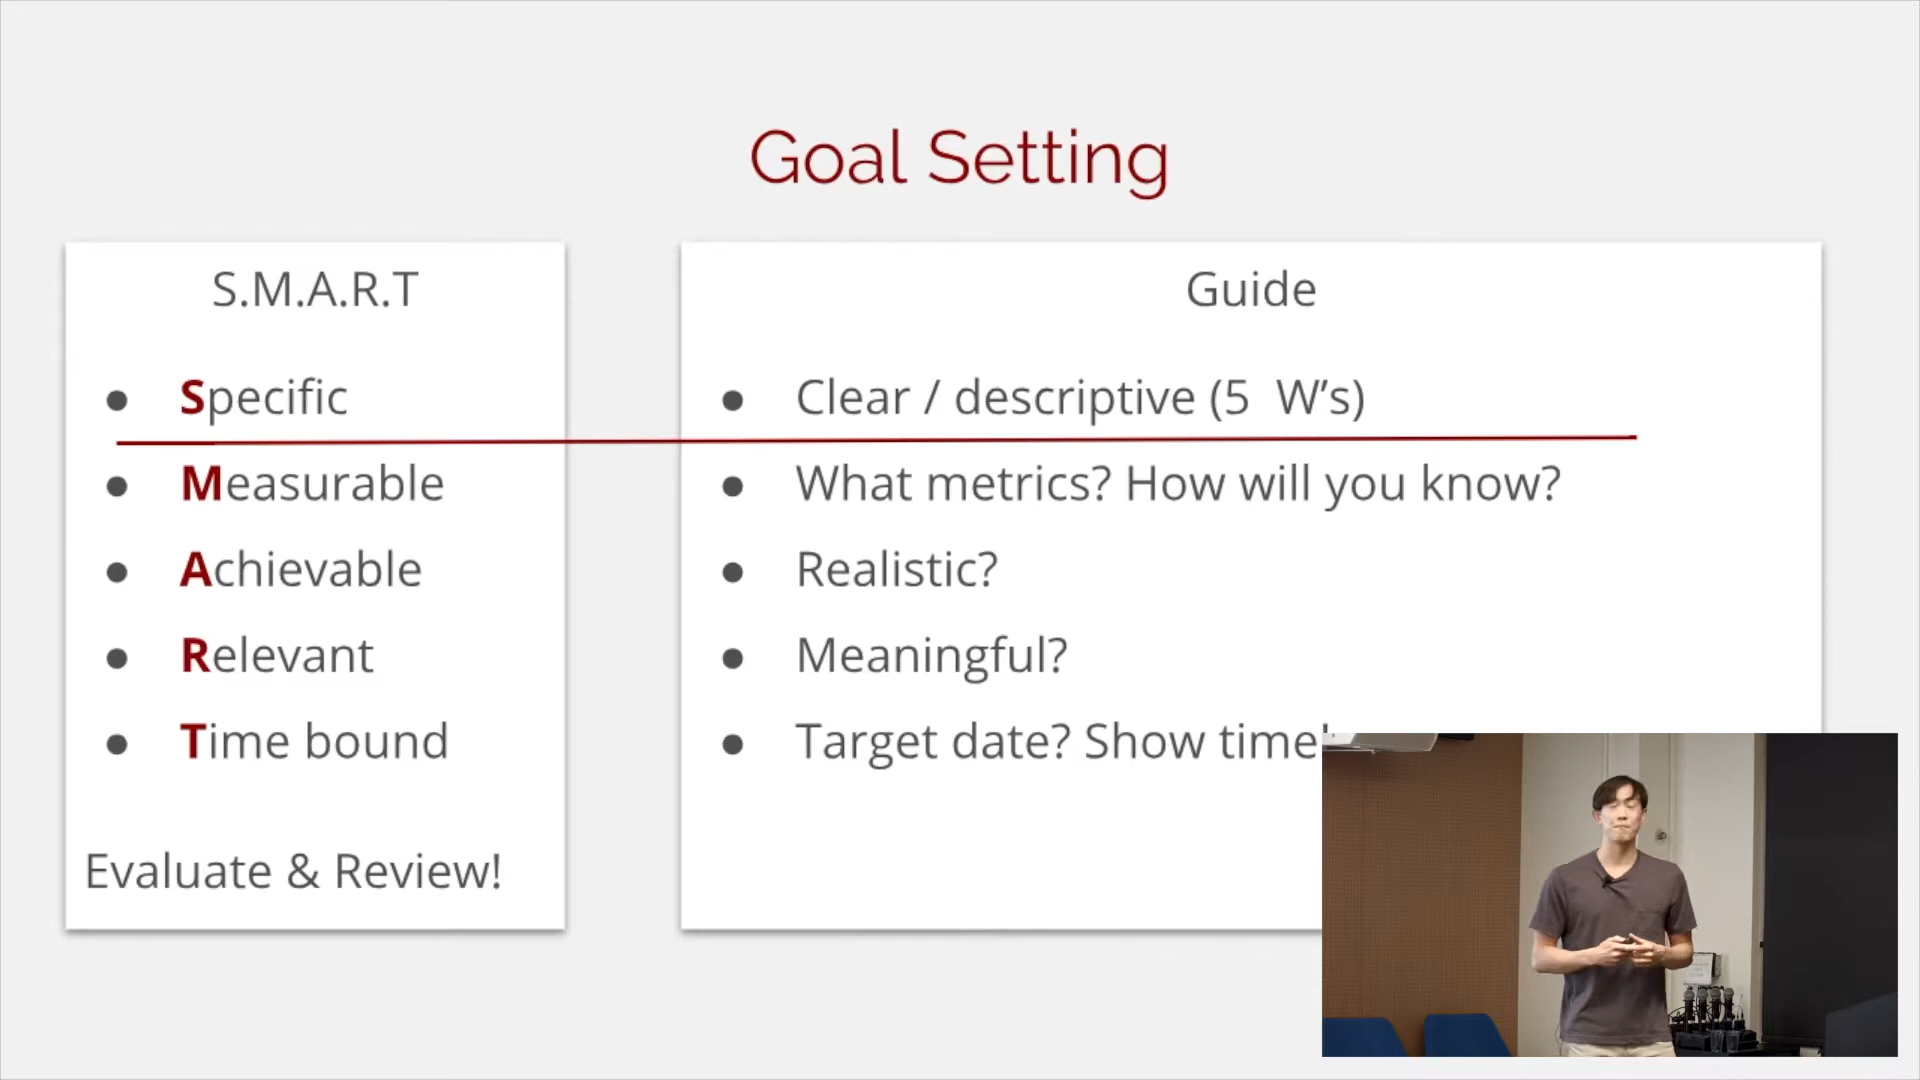 Goal Setting
S.M.A.R.T
Specific
Measurable
Achievable
Relevant
Time bound
Evaluate & Review!
Guide
Clear / descriptive (5  W’s)
What metrics? How will you know?
Realistic?
Meaningful?
Target date? Show time!